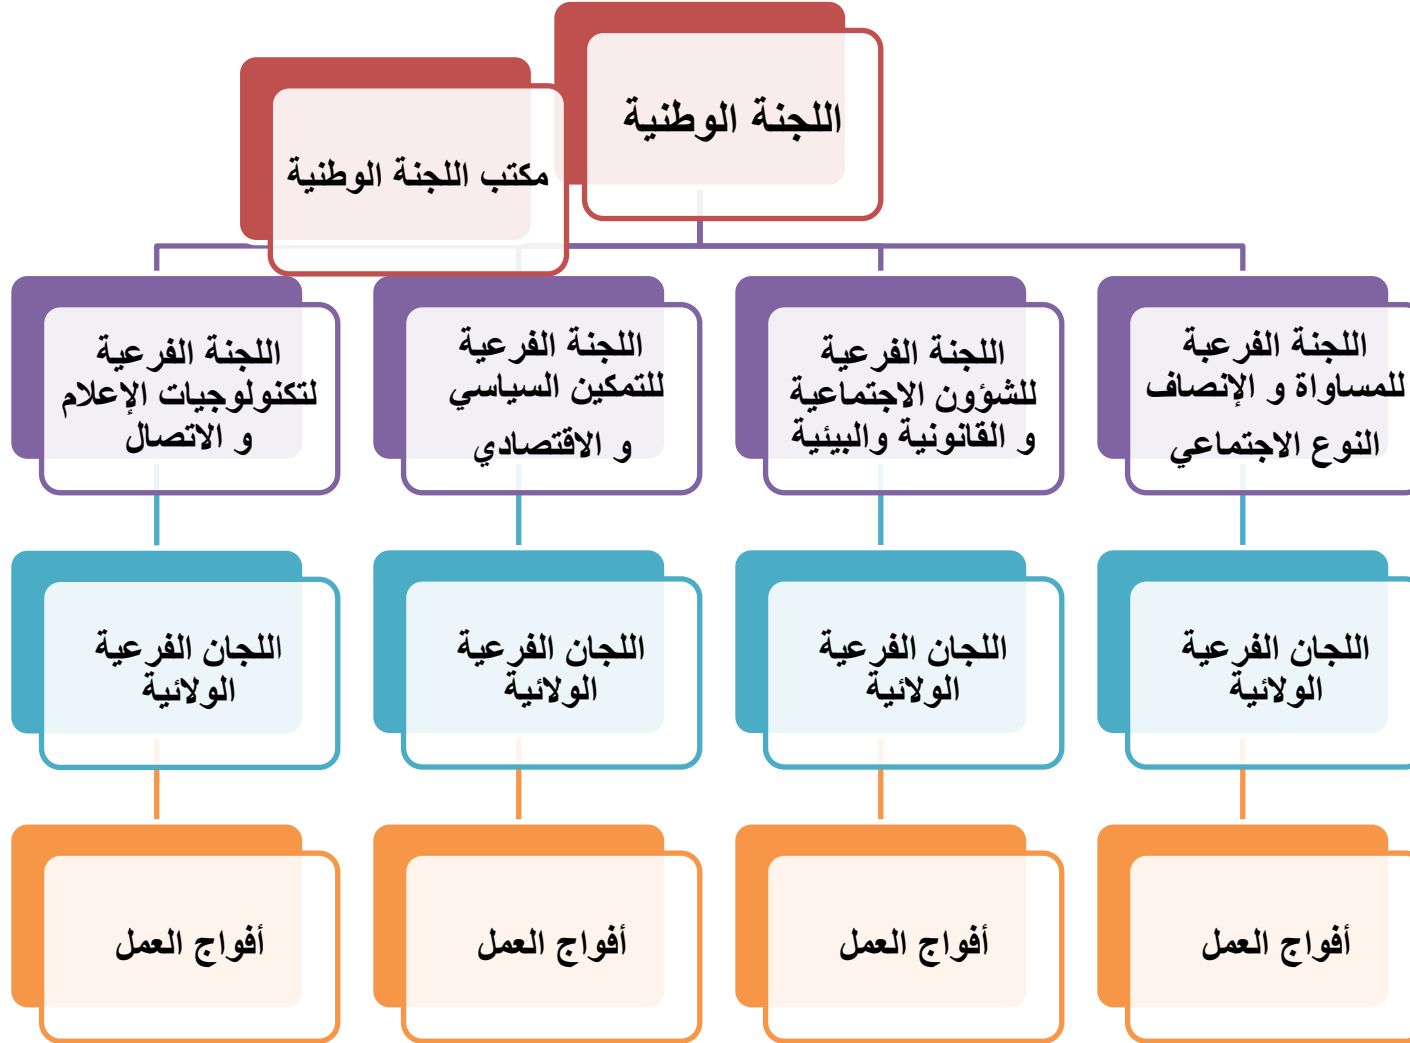 اللجنة الوطنية
مكتب اللجنة الوطنية
اللجنة الفرعبة
للمساواة و الإنصاف
النوع الاجتماعي
اللجنة الفرعية
للشؤون الاجتماعية
و القانونية والبيئية
اللجنة الفرعية
للتمكين السياسي
و الاقتصادي
اللجنة الفرعية
لتكنولوجيات الإعلام
و الاتصال
اللجان الفرعية
الولائية
اللجان الفرعية
الولائية
اللجان الفرعية
الولائية
اللجان الفرعية
الولائية
أفواج العمل
أفواج العمل
أفواج العمل
أفواج العمل